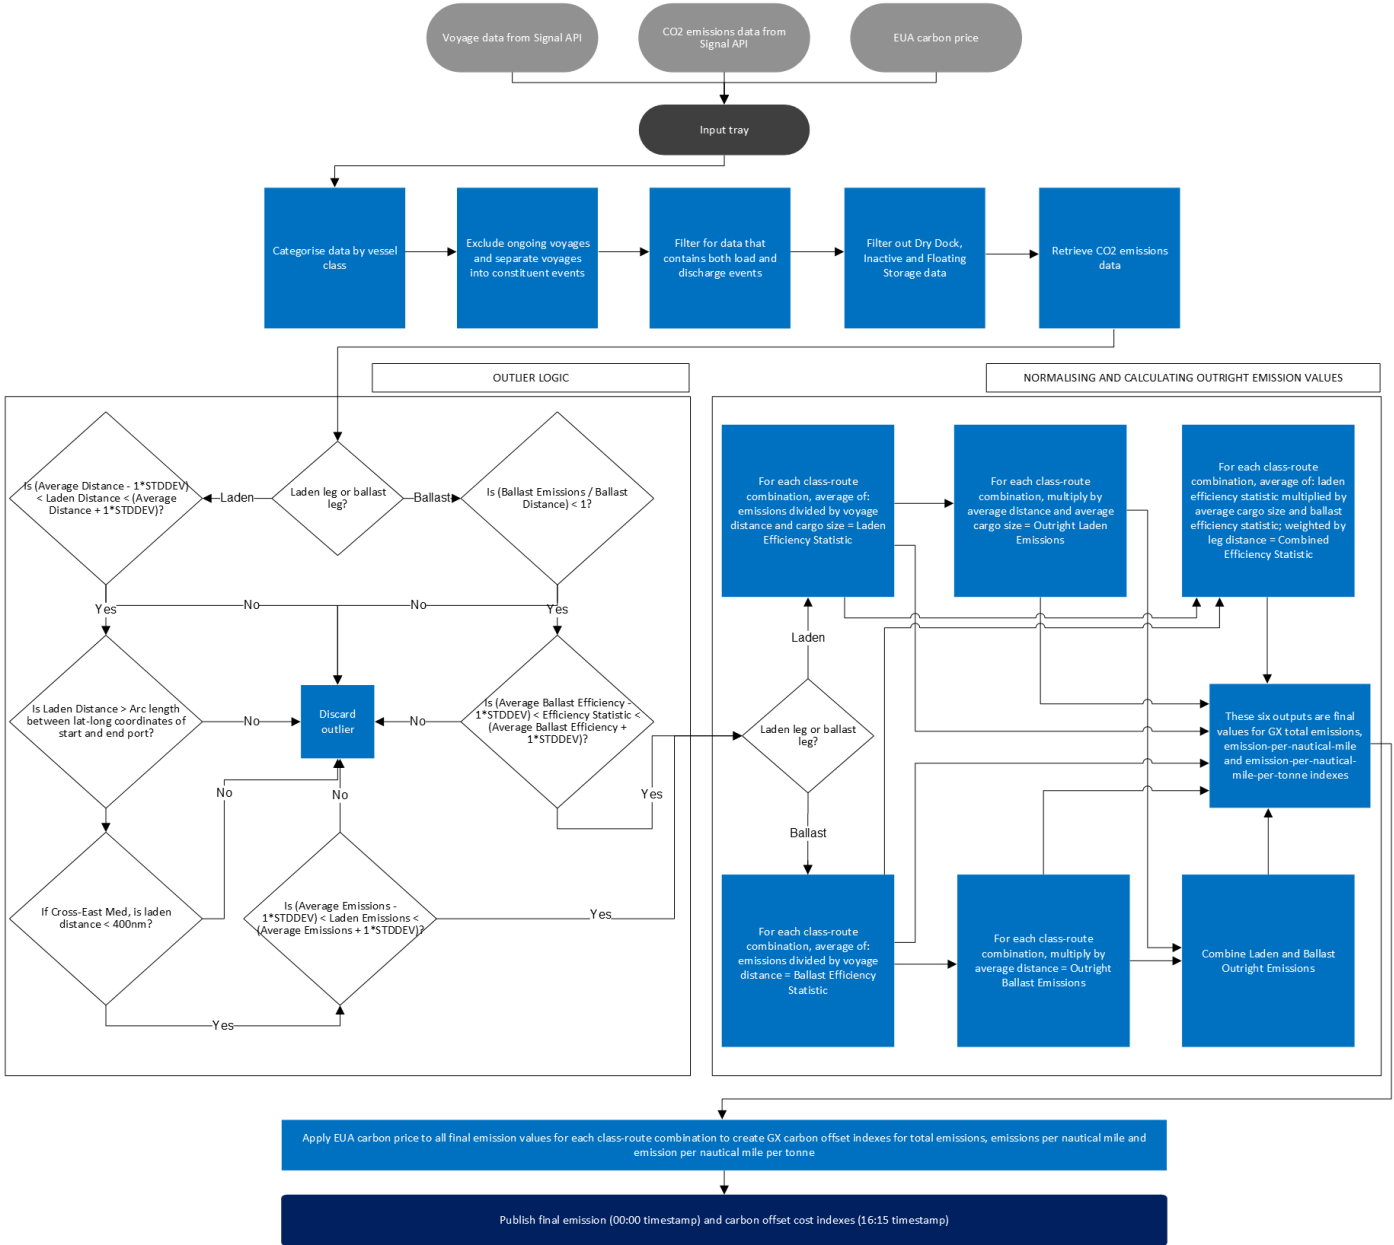 Voyage data from Signal API
CO2 emissions data from
Signal API
EUA carbon price
Input tray
Categorise data by vessel
class
Exclude ongoing voyages
and separate voyages
into constituent events
Filter for data that
contains both load and
discharge events
Filter out Dry Dock,
Inactive and Floating
Storage data
Retrieve CO2 emissions
data
OUTLIER LOGIC
Is (Average Distance - 1*STDDEV)
< Laden Distance < (Average
Distance + 1*STDDEV)?
Laden
Laden leg or ballast
leg?
Ballast
Is (Ballast Emissions / Ballast
Distance) < 1?
Yes
No
No
Yes
Is Laden Distance > Arc length
between lat-long coordinates of
start and end port?
No
Discard
outlier
No
Is (Average Ballast Efficiency -
1*STDDEV) < Efficiency Statistic <
(Average Ballast Efficiency +
1*STDDEV)?
No
No
Yes
If Cross-East Med, is laden
distance < 400nm?
Is (Average Emissions -
1*STDDEV) < Laden Emissions <
(Average Emissions + 1*STDDEV)?
Yes
Yes
NORMALISING AND CALCULATING OUTRIGHT EMISSION VALUES
For each class-route
combination, average of:
emissions divided by voyage
distance and cargo size = Laden
Efficiency Statistic
For each class-route
combination, multiply by
average distance and average
cargo size = Outright Laden
Emissions
For each class-route
combination, average of: laden
efficiency statistic multiplied by
average cargo size and ballast
efficiency statistic; weighted by
leg distance = Combined
Efficiency Statistic
Laden
Laden leg or ballast
leg?
Ballast
These six outputs are final
values for GX total emissions,
emission-per-nautical-mile
and emission-per-nautical-
mile-per-tonne indexes
For each class-route
combination, average of:
emissions divided by voyage
distance = Ballast Efficiency
Statistic
For each class-route
combination, multiply by
average distance = Outright
Ballast Emissions
Combine Laden and Ballast
Outright Emissions
Apply EUA carbon price to all final emission values for each class-route combination to create GX carbon offset indexes for total emissions, emissions per nautical mile and
emission per nautical mile per tonne
Publish final emission (00:00 timestamp) and carbon offset cost indexes (16:15 timestamp)